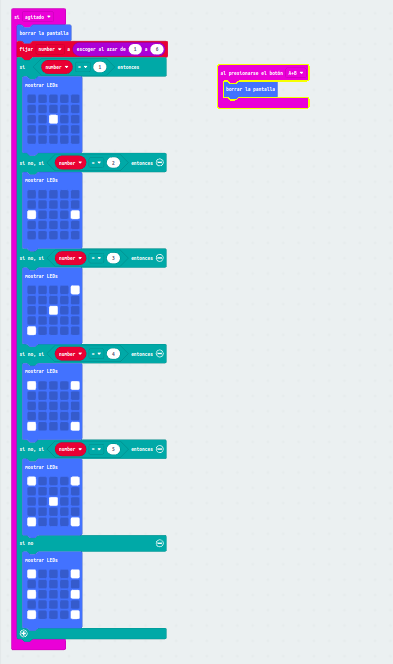 si agitado
borrar la pantalla
fijar number a escoger al azar de 1 a 6
si number = 1 entonces
mostrar LEDs
si no, si number = 2 entonces
mostrar LEDs
si no, si number = 3 entonces
mostrar LEDs
si no, si number = 4 entonces
mostrar LEDs
si no, si number = 5 entonces
mostrar LEDs
si no
mostrar LEDs
al presionarse el botón A+B
borrar la pantalla